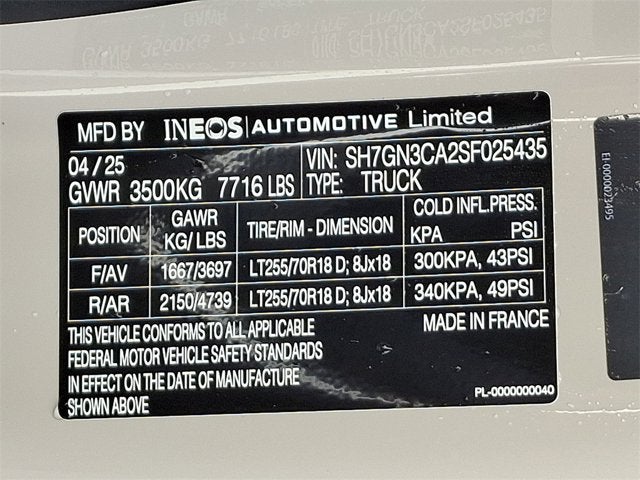 MFD BY INEOS AUTOMOTIVE Limited
04 / 25
GVWR 3500KG 7716 LBS
VIN: SH7GN3CA2SF025435
TYPE: TRUCK
POSITION GAWR KG/ LBS TIRE/RIM - DIMENSION COLD INFL.PRESS. KPA PSI
F/AV 1667/3697 LT255/70R18 D; 8Jx18 300KPA, 43PSI
R/AR 2150/4739 LT255/70R18 D; 8Jx18 340KPA, 49PSI
THIS VEHICLE CONFORMS TO ALL APPLICABLE
FEDERAL MOTOR VEHICLE SAFETY STANDARDS
IN EFFECT ON THE DATE OF MANUFACTURE
SHOWN ABOVE
MADE IN FRANCE
PL-0000000040
EI-0000023495